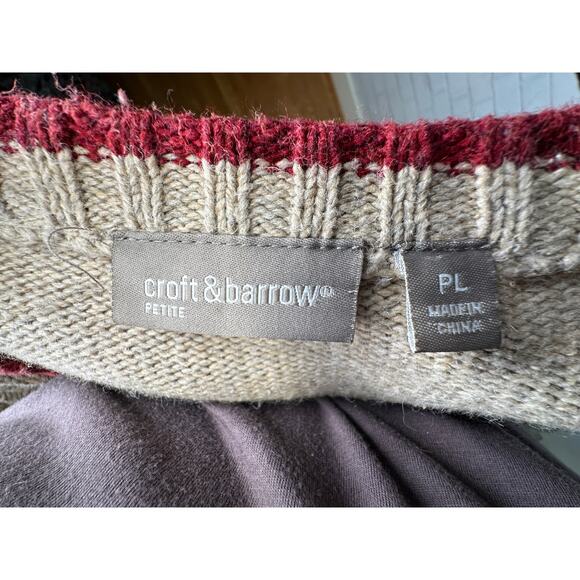 croft & barrow®
PETITE
PL
MADE IN
CHINA